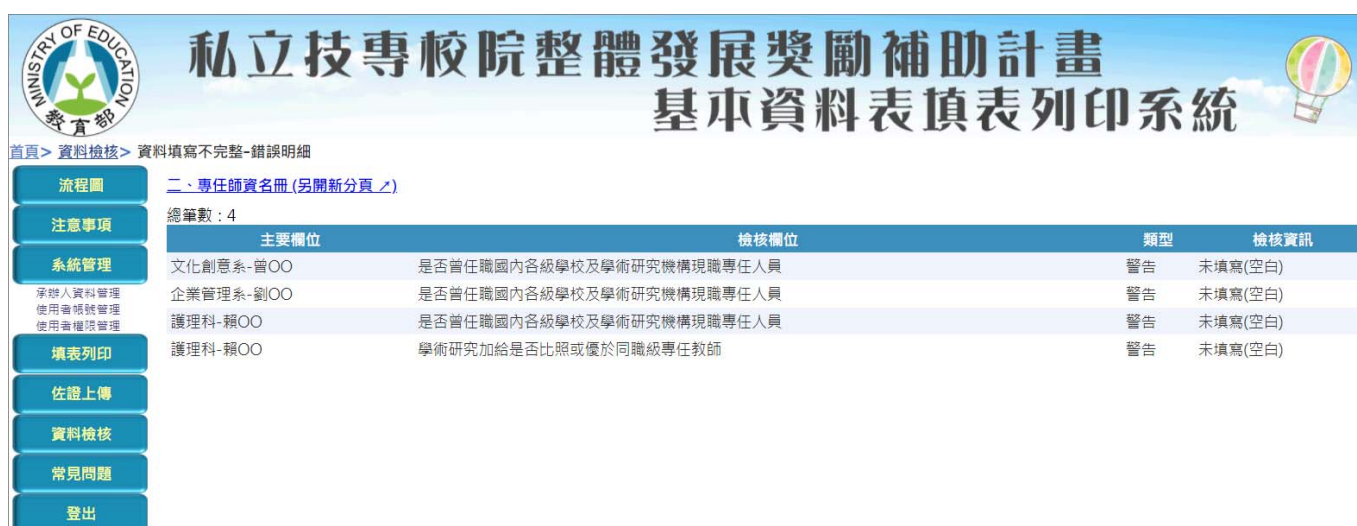 MINISTRY OF EDUCATION
教育部
私立技專校院整體發展獎勵補助計畫
基本資料表填表列印系統
首頁> 資料檢核> 資料填寫不完整-錯誤明細
流程圖
注意事項
系統管理
承辦人資料管理
使用者帳號管理
使用者權限管理
填表列印
佐證上傳
資料檢核
常見問題
登出
二、專任師資名冊 (另開新分頁 ↗)
總筆數：4
主要欄位 檢核欄位 類型 檢核資訊
文化創意系-曾OO 是否曾任職國內各級學校及學術研究機構現職專任人員 警告 未填寫(空白)
企業管理系-劉OO 是否曾任職國內各級學校及學術研究機構現職專任人員 警告 未填寫(空白)
護理科-賴OO 是否曾任職國內各級學校及學術研究機構現職專任人員 警告 未填寫(空白)
護理科-賴OO 學術研究加給是否比照或優於同職級專任教師 警告 未填寫(空白)